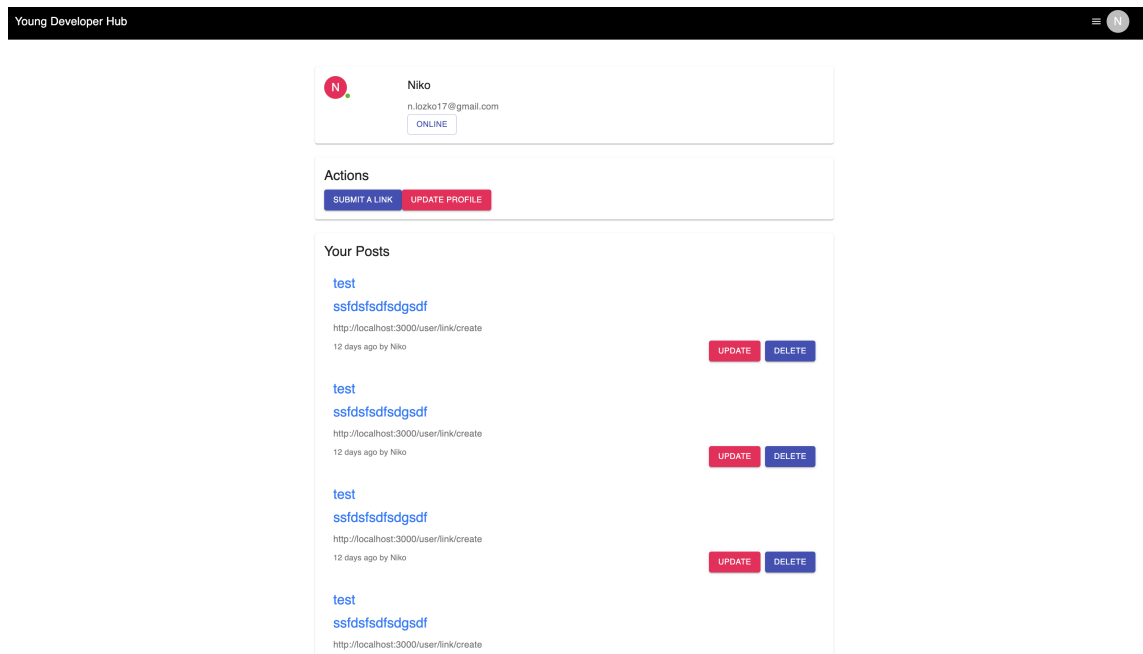 Young Developer Hub
N
N
Niko
n.lozko17@gmail.com
ONLINE
Actions
SUBMIT A LINK UPDATE PROFILE
Your Posts
test
ssfdsfsdfsdgsdf
http://localhost:3000/user/link/create
12 days ago by Niko
UPDATE DELETE
test
ssfdsfsdfsdgsdf
http://localhost:3000/user/link/create
12 days ago by Niko
UPDATE DELETE
test
ssfdsfsdfsdgsdf
http://localhost:3000/user/link/create
12 days ago by Niko
UPDATE DELETE
test
ssfdsfsdfsdgsdf
http://localhost:3000/user/link/create